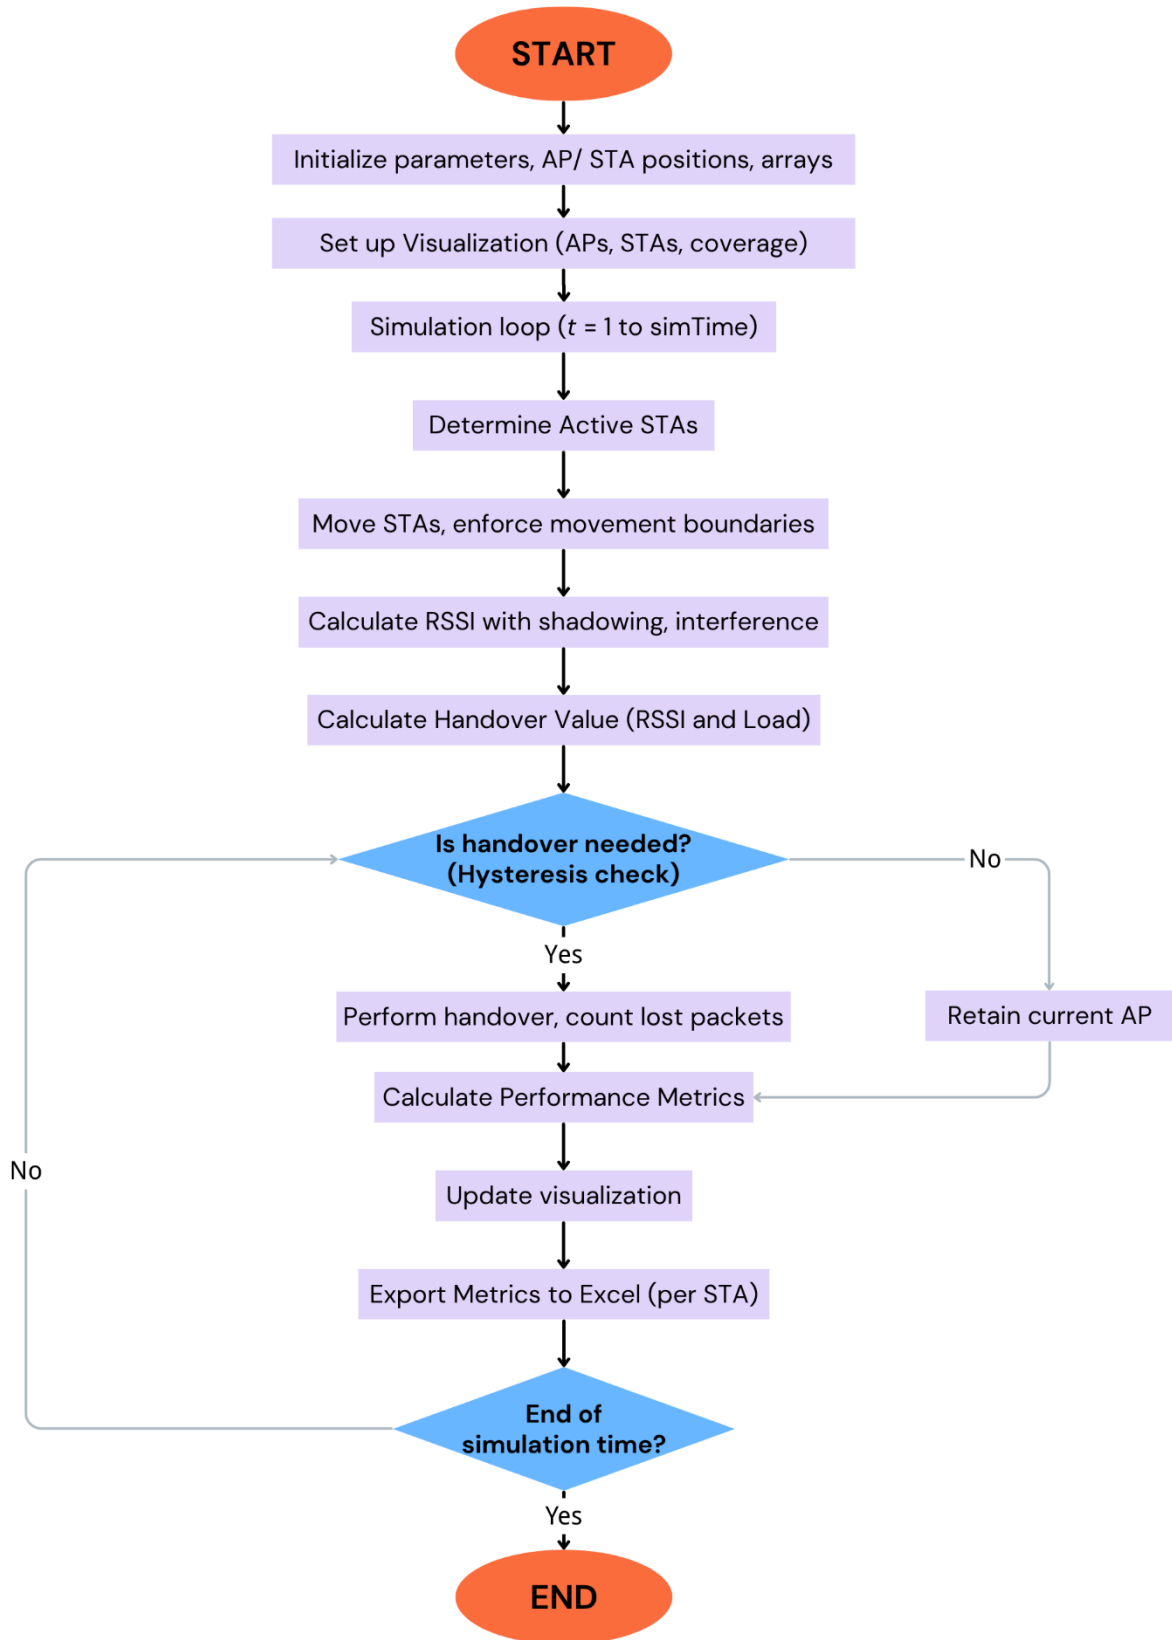 START
Initialize parameters, AP/ STA positions, arrays
Set up Visualization (APs, STAs, coverage)
Simulation loop (t = 1 to simTime)
Determine Active STAs
Move STAs, enforce movement boundaries
Calculate RSSI with shadowing, interference
Calculate Handover Value (RSSI and Load)
Is handover needed?
(Hysteresis check)
No
Yes
Perform handover, count lost packets
Retain current AP
Calculate Performance Metrics
No
Update visualization
Export Metrics to Excel (per STA)
End of
simulation time?
Yes
END